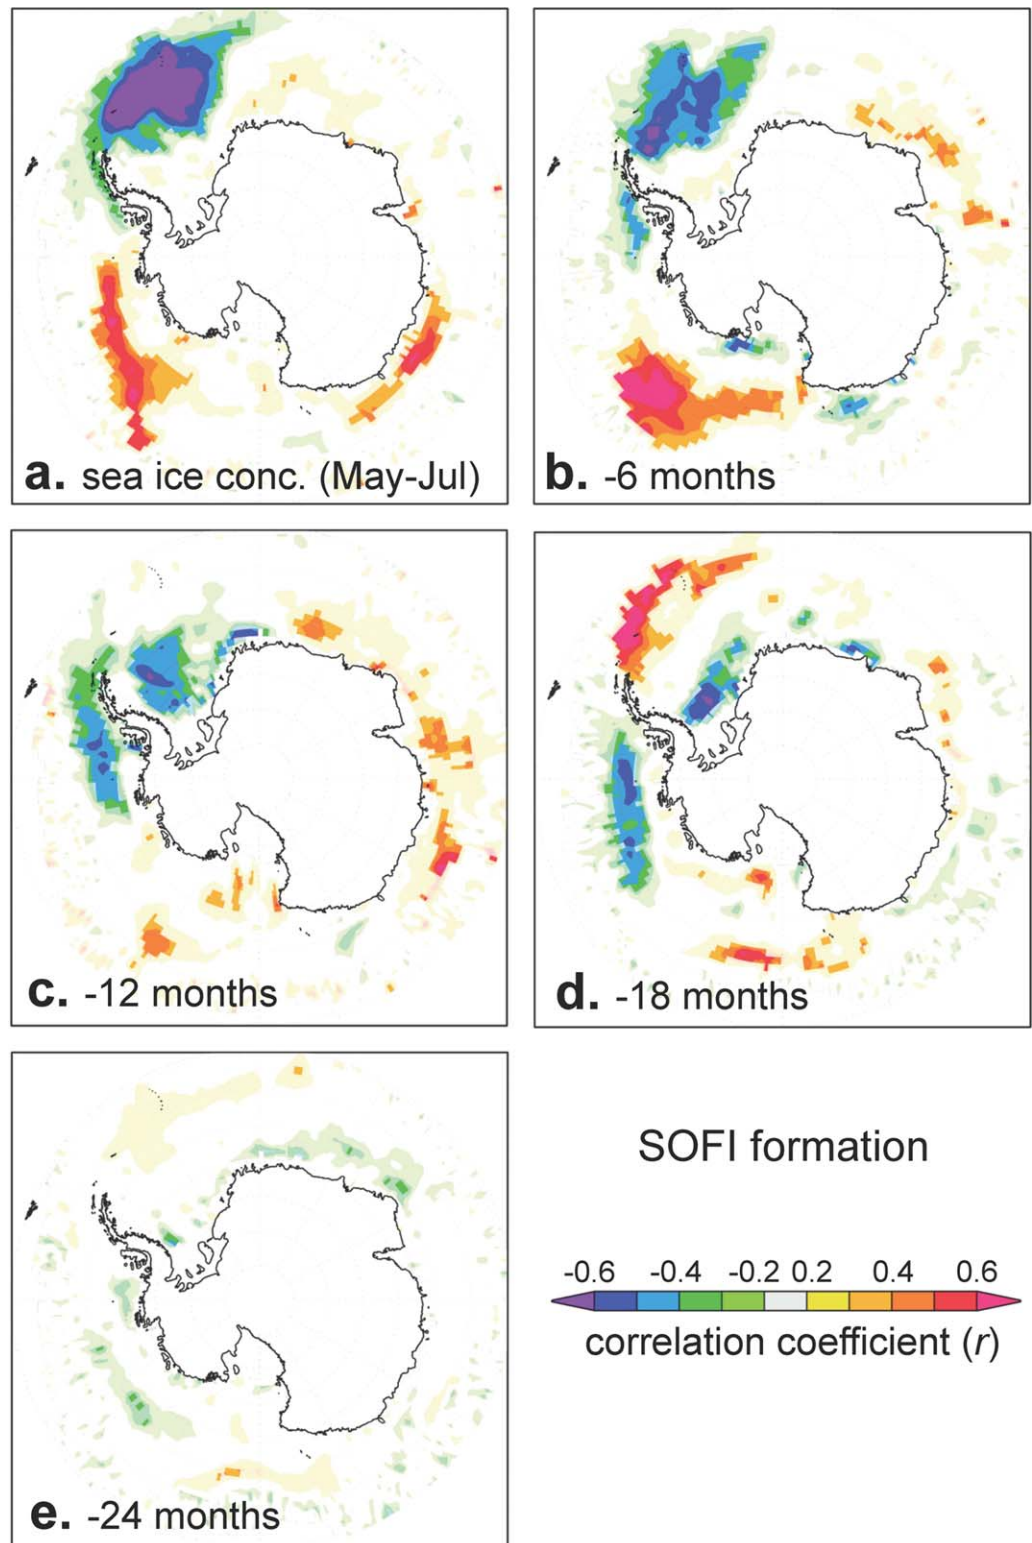 a. sea ice conc. (May-Jul)
b. -6 months
c. -12 months
d. -18 months
e. -24 months
SOFI formation
-0.6 -0.4 -0.2 0.2 0.4 0.6
correlation coefficient (r)